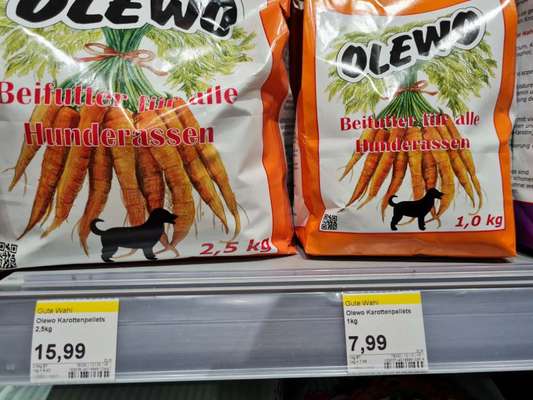 OLEWO
Beifutter für alle
Hunderassen
2,5 kg
OLEWO
Beifutter für alle
Hunderassen
1,0 kg
Gute Wahl
Olewo Karottenpellets
2,5kg
15,99
Gute Wahl
Olewo Karottenpellets
1kg
7,99